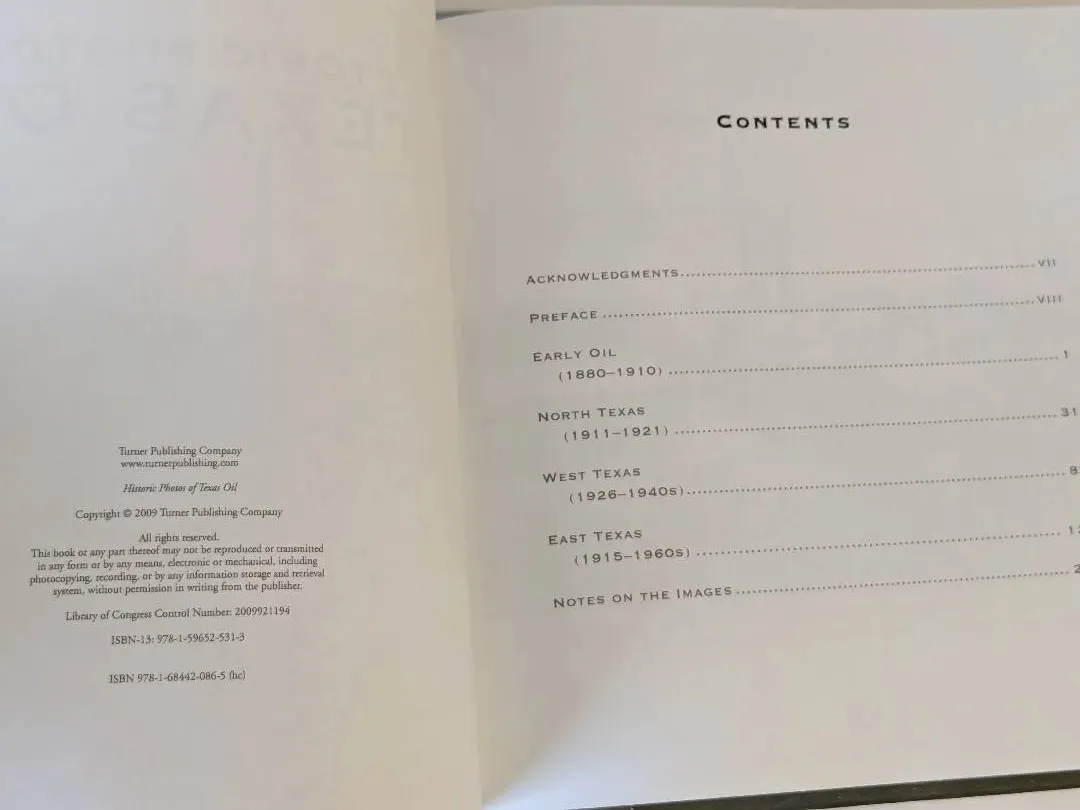 Turner Publishing Company
www.turnerpublishing.com
Historic Photos of Texas Oil
Copyright © 2009 Turner Publishing Company
All rights reserved.
This book or any part thereof may not be reproduced or transmitted
in any form or by any means, electronic or mechanical, including
photocopying, recording, or by any information storage and retrieval
system, without permission in writing from the publisher.
Library of Congress Control Number: 2009921194
ISBN-13: 978-1-59652-531-3
ISBN 978-1-68442-086-5 (hc)
CONTENTS
ACKNOWLEDGMENTS VII
PREFACE VIII
EARLY OIL
(1880–1910) 1
NORTH TEXAS
(1911–1921) 31
WEST TEXAS
(1926–1940S)
EAST TEXAS
(1915–1960S)
NOTES ON THE IMAGES